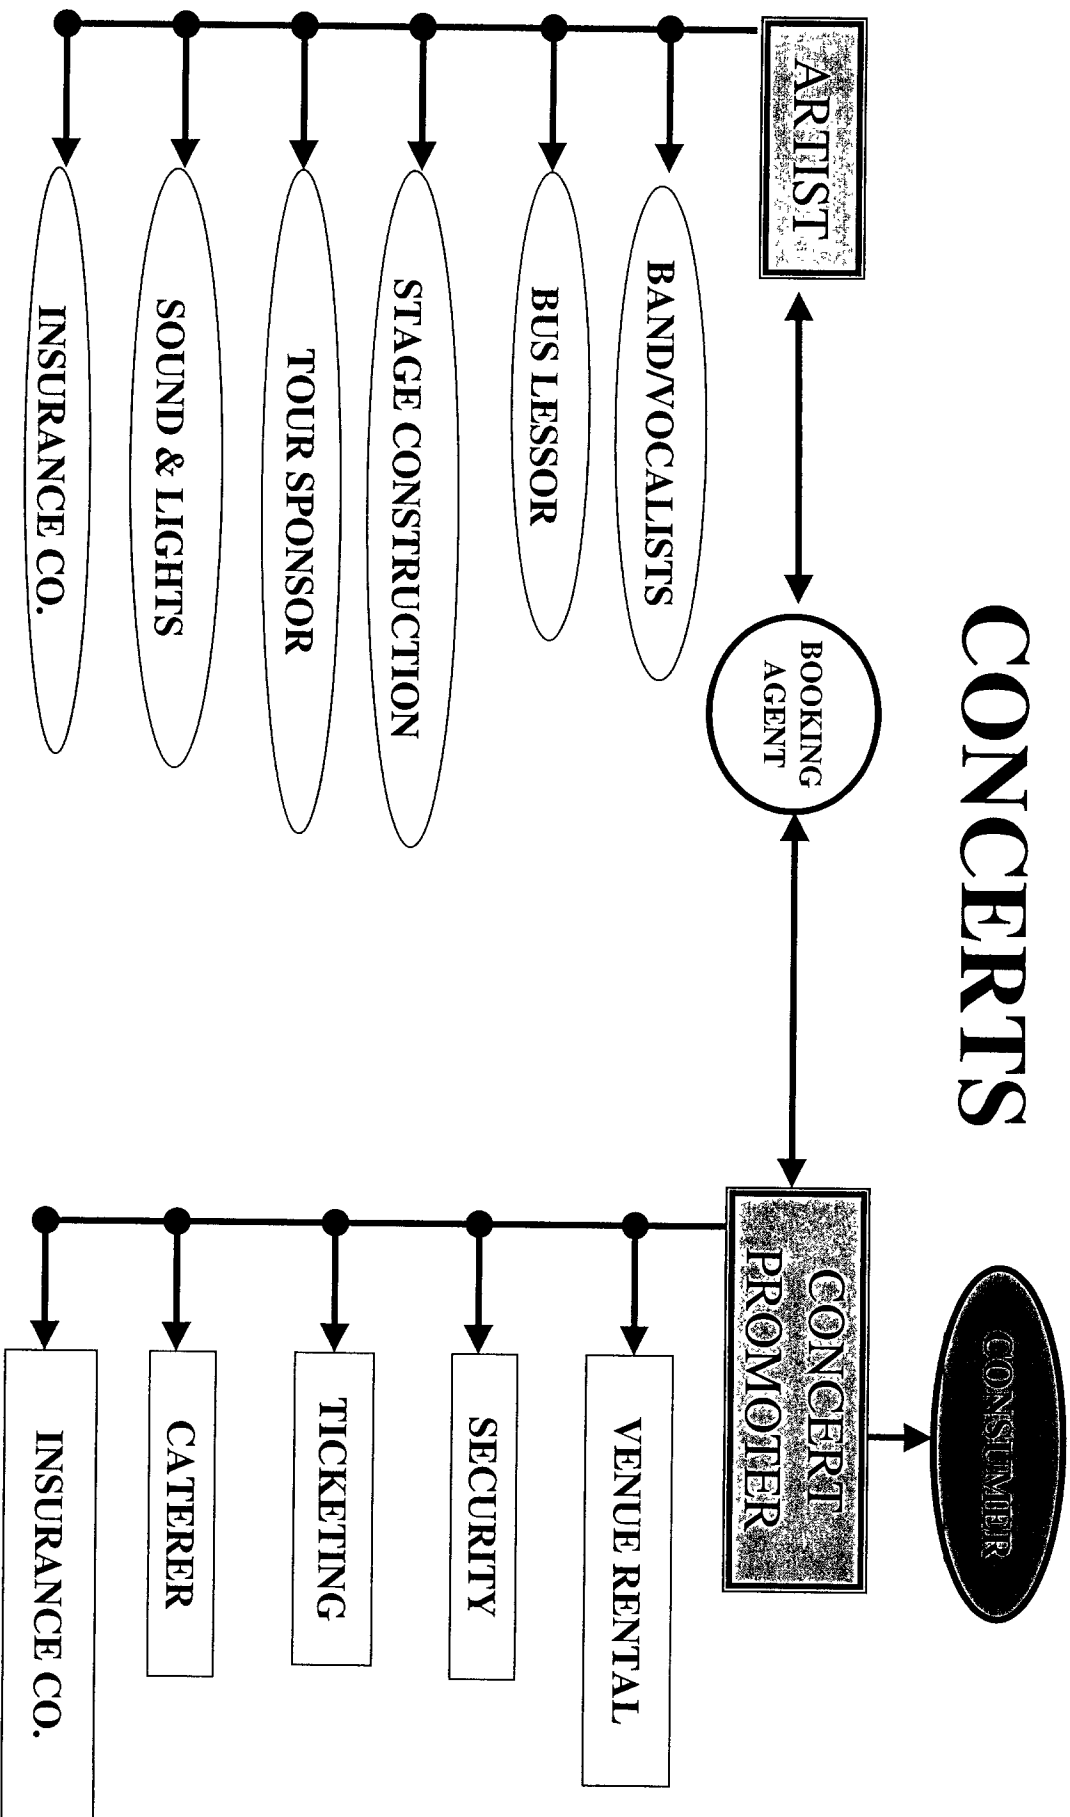 CONCERTS
CONSUMER
ARTIST
BOOKING
AGENT
CONCERT
PROMOTER
BAND/VOCALISTS
BUS LESSOR
STAGE CONSTRUCTION
TOUR SPONSOR
SOUND & LIGHTS
INSURANCE CO.
VENUE RENTAL
SECURITY
TICKETING
CATERER
INSURANCE CO.